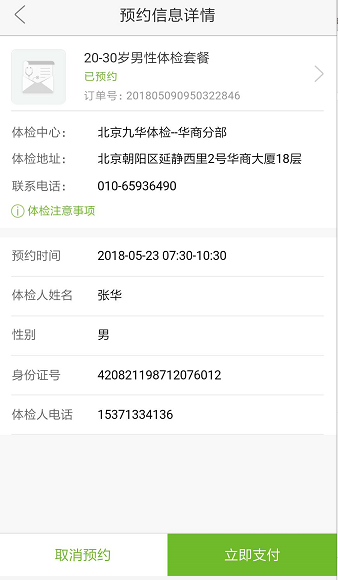 预约信息详情
20-30岁男性体检套餐
已预约
订单号: 201805090950322846
体检中心: 北京九华体检--华商分部
体检地址: 北京朝阳区延静西里2号华商大厦18层
联系电话: 010-65936490
体检注意事项
预约时间 2018-05-23 07:30-10:30
体检人姓名 张华
性别 男
身份证号 420821198712076012
体检人电话 15371334136
取消预约 立即支付